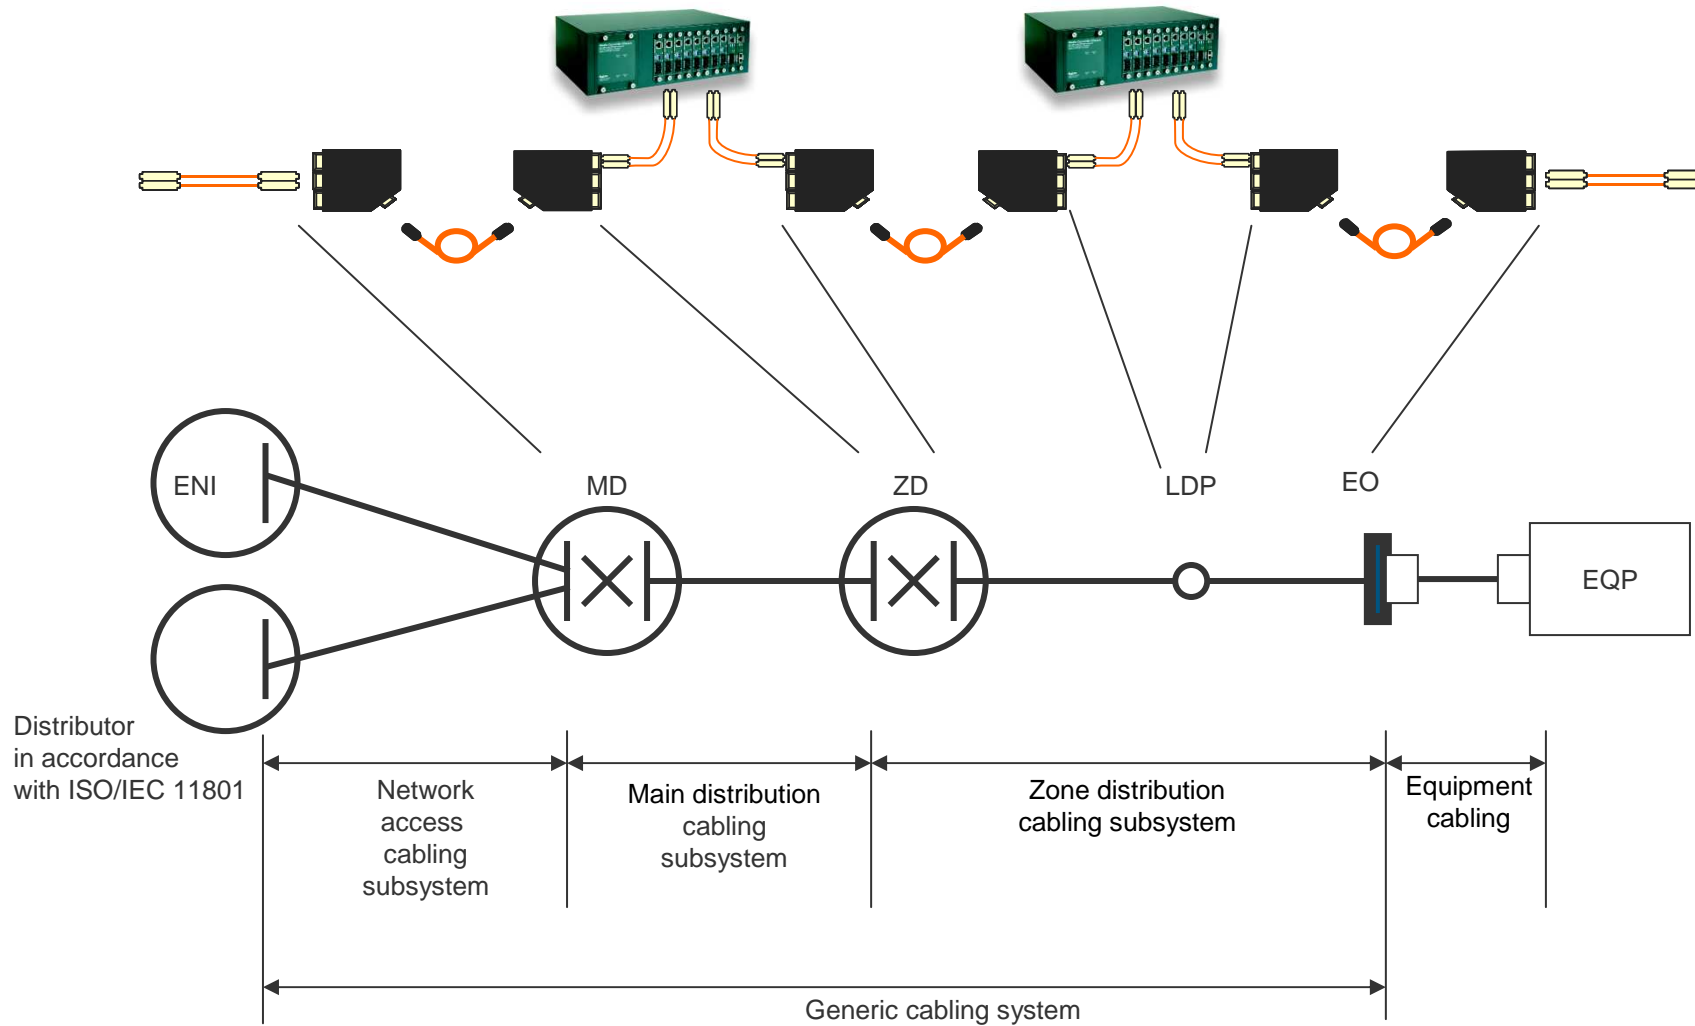 ENI
MD
ZD
LDP
EO
EQP
Distributor
in accordance
with ISO/IEC 11801
Network
access
cabling
subsystem
Main distribution
cabling
subsystem
Zone distribution
cabling subsystem
Equipment
cabling
Generic cabling system